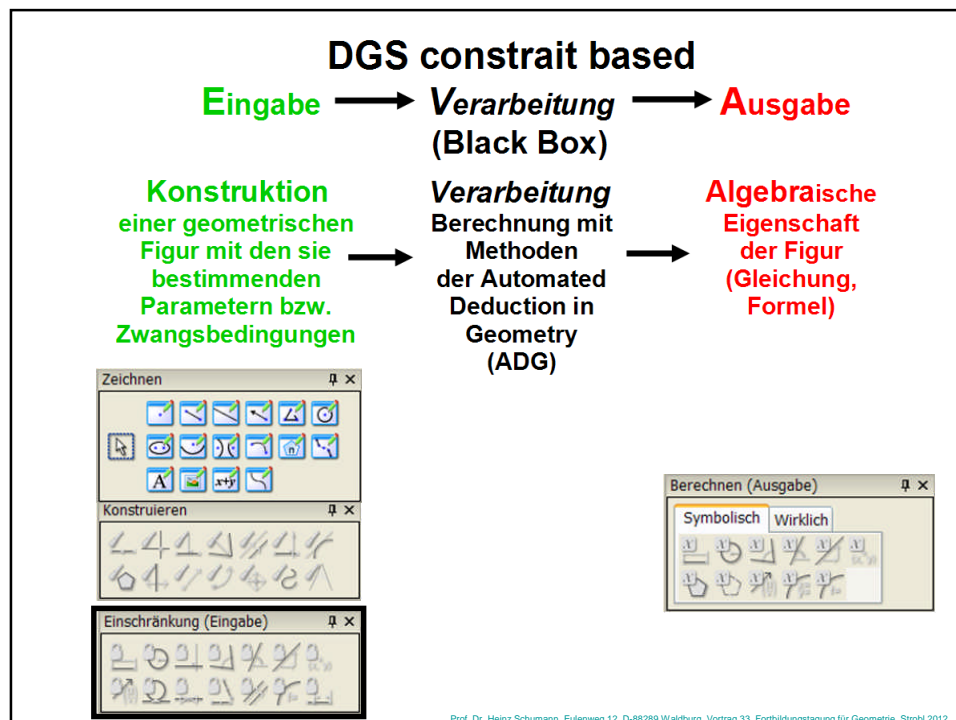 DGS constrait based
Eingabe
Verarbeitung
(Black Box)
Ausgabe
Konstruktion
einer geometrischen
Figur mit den sie
bestimmenden
Parametern bzw.
Zwangsbedingungen
Verarbeitung
Berechnung mit
Methoden
der Automated
Deduction in
Geometry
(ADG)
Algebraische
Eigenschaft
der Figur
(Gleichung,
Formel)
Zeichnen
A
x+y
Konstruieren
Einschränkung (Eingabe)
Berechnen (Ausgabe)
Symbolisch Wirklich
Prof. Dr. Heinz Schumann, Eulenweg 12, D-88289 Waldburg, Vortrag 33. Fortbildungstagung für Geometrie, Strobl 2012